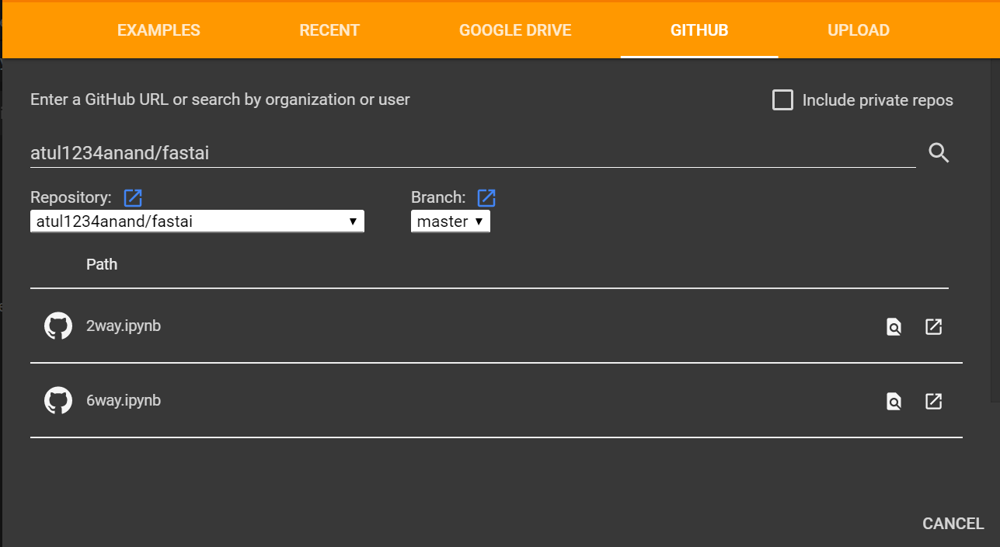 EXAMPLES RECENT GOOGLE DRIVE GITHUB UPLOAD
Enter a GitHub URL or search by organization or user Include private repos
atul1234anand/fastai
Repository: Branch:
atul1234anand/fastai master
Path
2way.ipynb
6way.ipynb
CANCEL